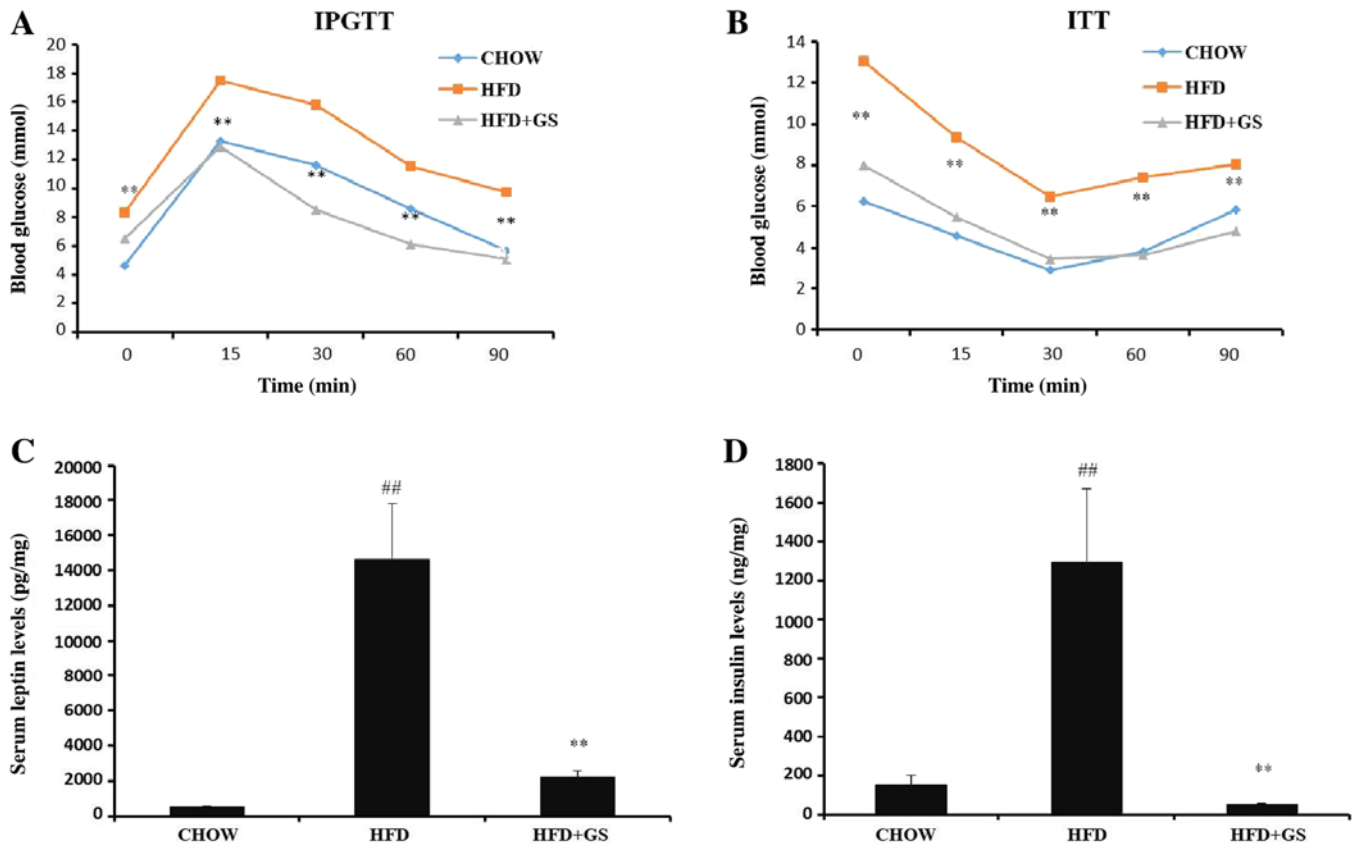 A
IPGTT
CHOW
HFD
HFD+GS
Blood glucose (mmol)
20
18
16
14
12
10
8
6
4
2
0
**
**
**
**
**
0 15 30 60 90
Time (min)
B
ITT
CHOW
HFD
HFD+GS
Blood glucose (mmol)
14
12
10
8
6
4
2
0
**
**
**
**
**
0 15 30 60 90
Time (min)
C
Serum leptin levels (pg/mg)
20000
18000
16000
14000
12000
10000
8000
6000
4000
2000
0
##
**
CHOW HFD HFD+GS
D
Serum insulin levels (ng/mg)
1800
1600
1400
1200
1000
800
600
400
200
0
##
**
CHOW HFD HFD+GS